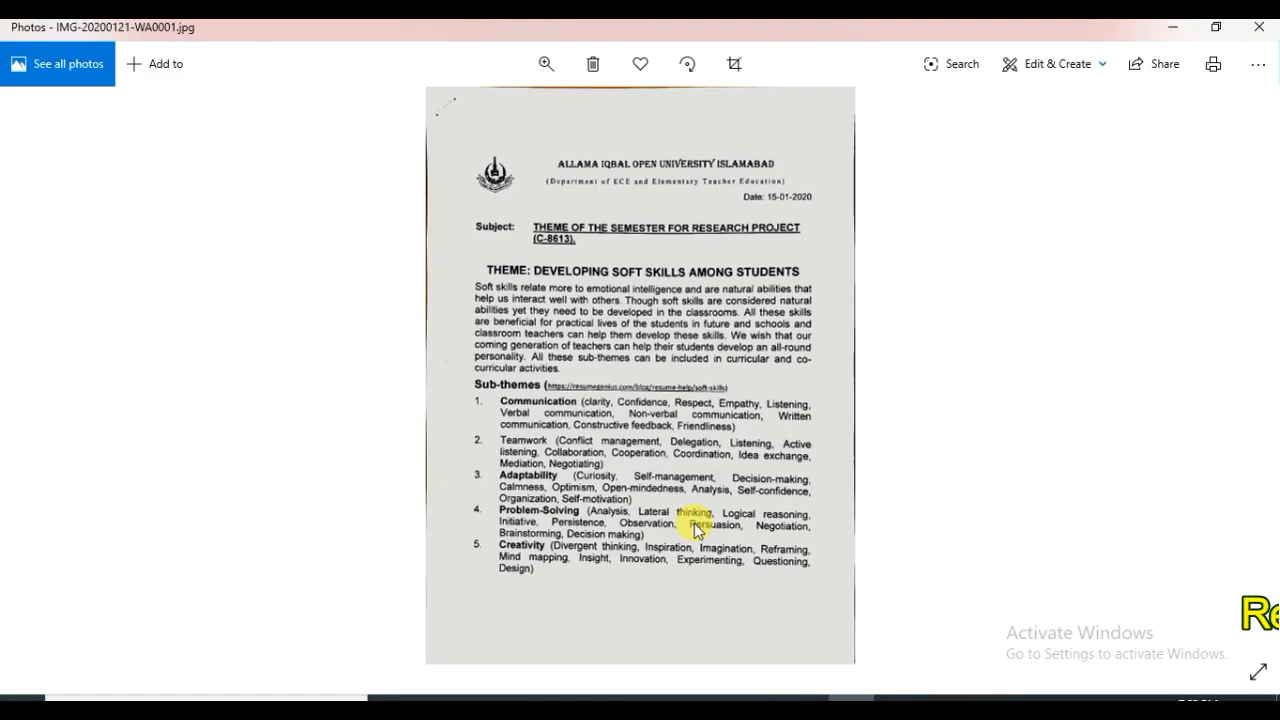 Photos - IMG-20200121-WA0001.jpg
See all photos
Add to
Search
Edit & Create
Share
ALLAMA IQBAL OPEN UNIVERSITY ISLAMABAD
(Department of ECE and Elementary Teacher Education)
Date: 15-01-2020
Subject: THEME OF THE SEMESTER FOR RESEARCH PROJECT
(C-8613).
THEME: DEVELOPING SOFT SKILLS AMONG STUDENTS
Soft skills relate more to emotional intelligence and are natural abilities that
help us interact well with others. Though soft skills are considered natural
abilities yet they need to be developed in the classrooms. All these skills
are beneficial for practical lives of the students in future and schools and
classroom teachers can help them develop these skills. We wish that our
coming generation of teachers can help their students develop an all-round
personality. All these sub-themes can be included in curricular and co-
curricular activities.
Sub-themes (https://resumegenius.com/blog/resume-help/soft-skills)
1. Communication (clarity, Confidence, Respect, Empathy, Listening,
Verbal communication, Non-verbal communication, Written
communication, Constructive feedback, Friendliness)
2. Teamwork (Conflict management, Delegation, Listening, Active
listening, Collaboration, Cooperation, Coordination, Idea exchange,
Mediation, Negotiating)
3. Adaptability (Curiosity, Self-management, Decision-making,
Calmness, Optimism, Open-mindedness, Analysis, Self-confidence,
Organization, Self-motivation)
4. Problem-Solving (Analysis, Lateral thinking, Logical reasoning,
Initiative, Persistence, Observation, Persuasion, Negotiation,
Brainstorming, Decision making)
5. Creativity (Divergent thinking, Inspiration, Imagination, Reframing,
Mind mapping, Insight, Innovation, Experimenting, Questioning,
Design)
Re
Activate Windows
Go to Settings to activate Windows.